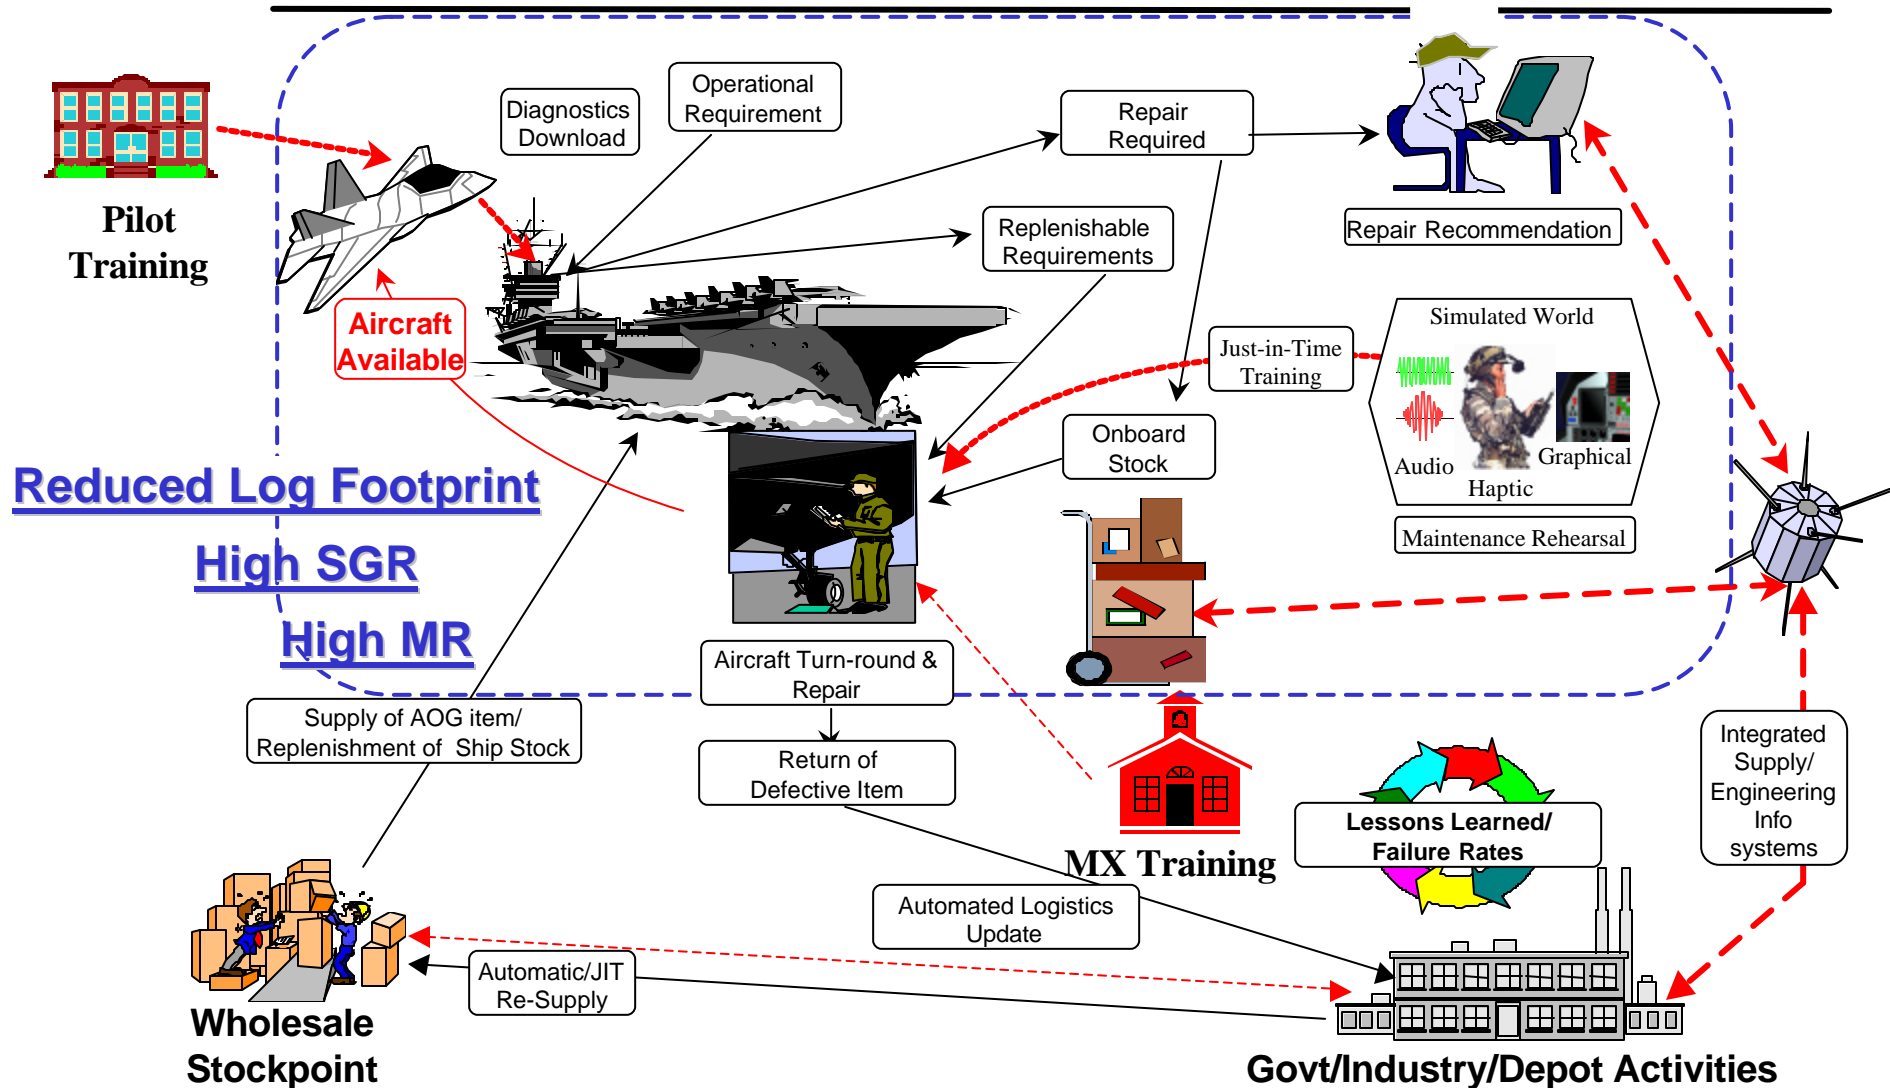 Operational
Requirement
Diagnostics
Download
Repair
Required
Pilot
Training
Replenishable
Requirements
Repair Recommendation
Aircraft
Available
Simulated World
Just-in-Time
Training
Audio
Graphical
Haptic
Onboard
Stock
Maintenance Rehearsal
Reduced Log Footprint
High SGR
High MR
Aircraft Turn-round &
Repair
Supply of AOG item/
Replenishment of  Ship Stock
Return of
Defective Item
Integrated
Supply/
Engineering
Info
systems
Lessons Learned/
Failure Rates
MX Training
Automated Logistics
Update
Automatic/JIT
Re-Supply
Wholesale
Stockpoint
Govt/Industry/Depot Activities